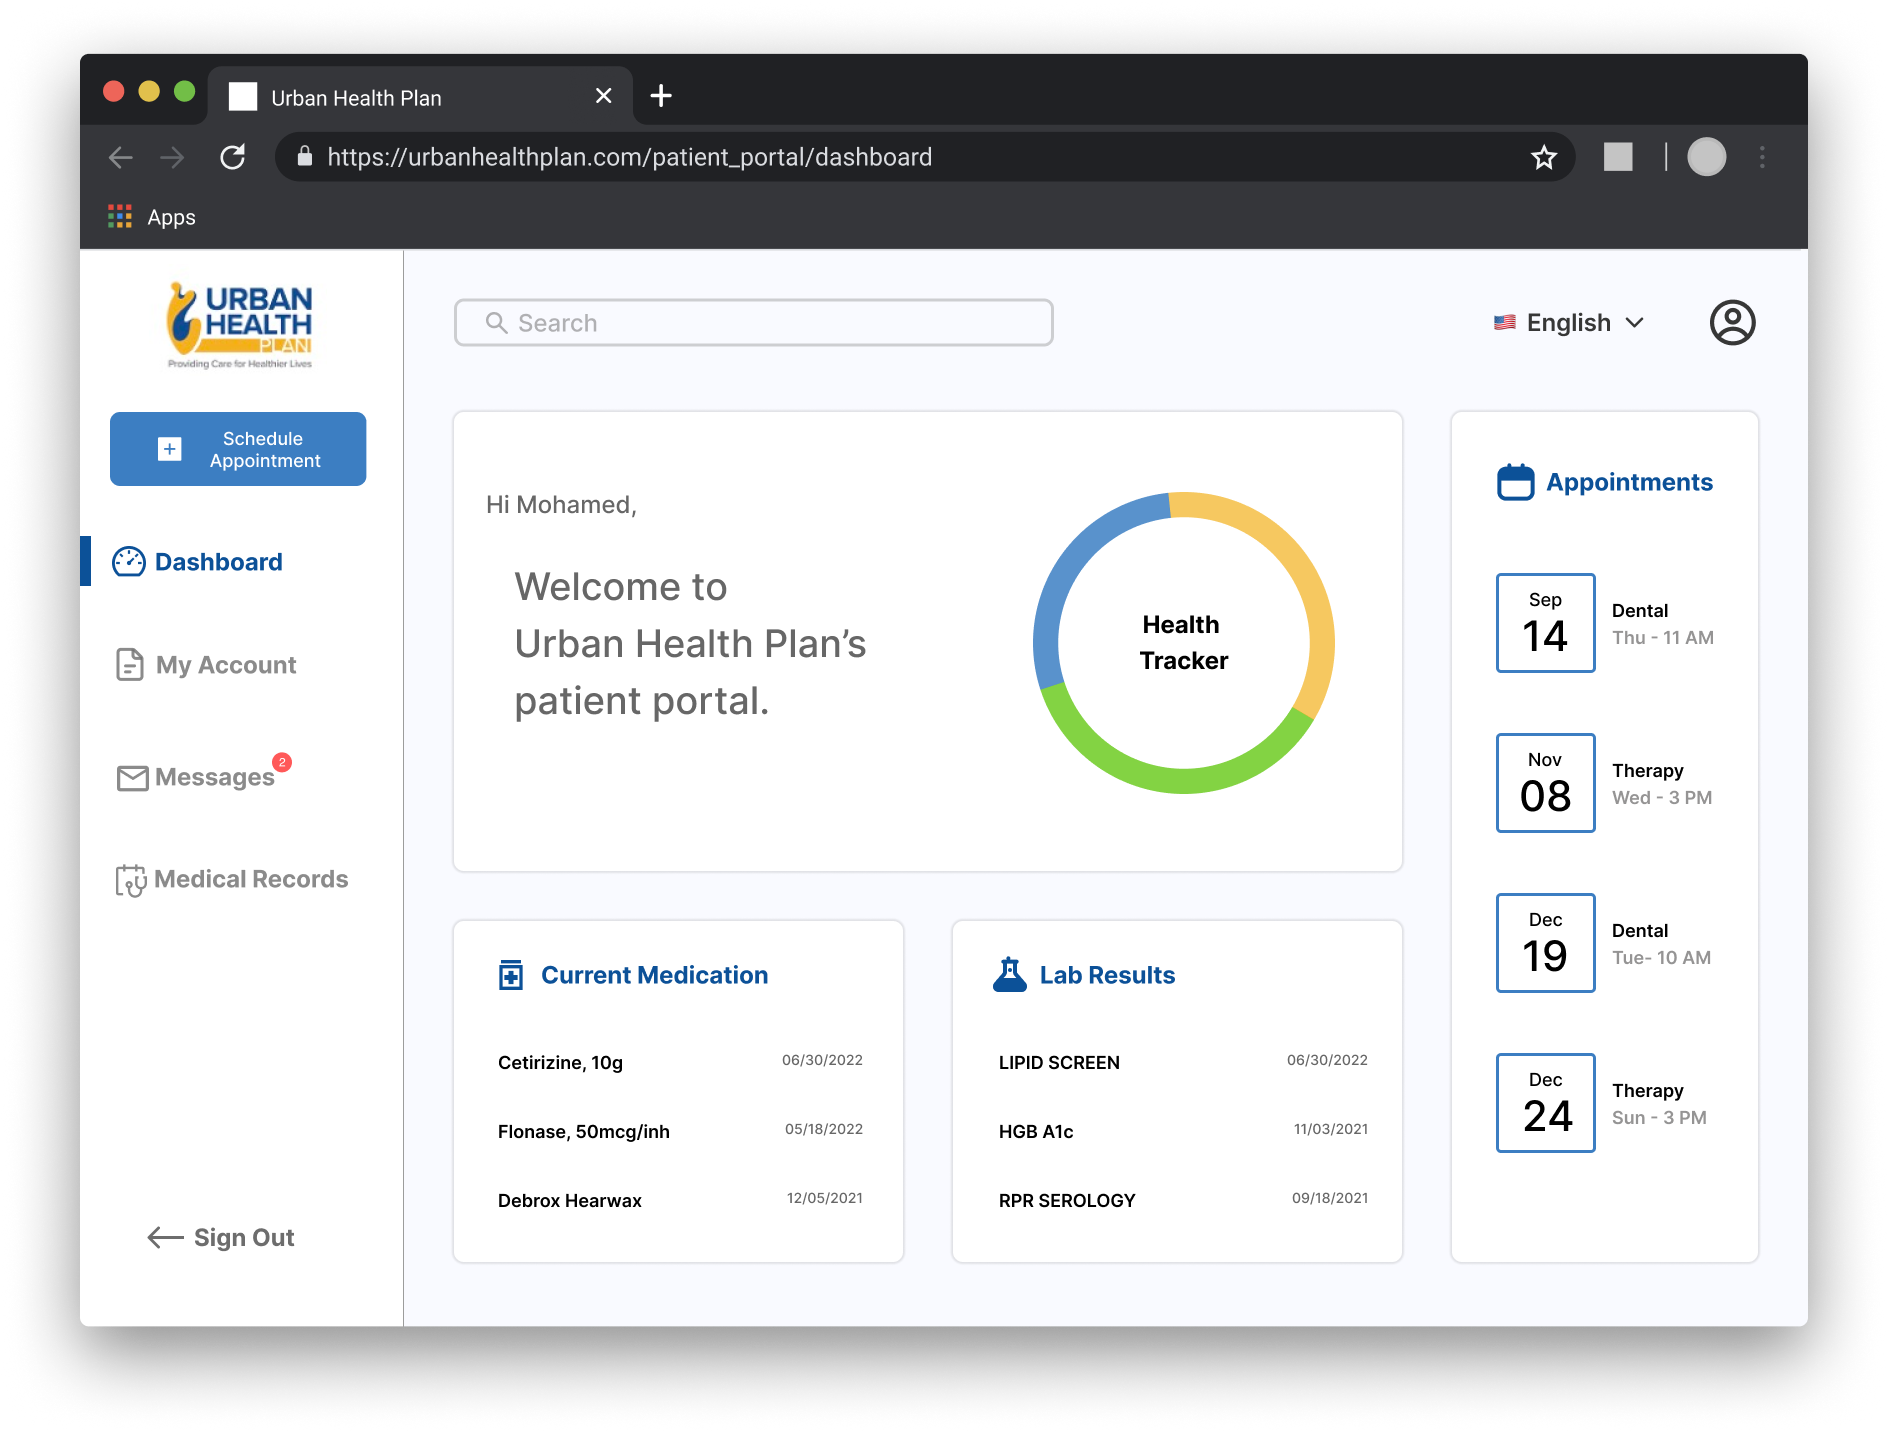 Urban Health Plan
https://urbanhealthplan.com/patient_portal/dashboard
Apps
URBAN
HEALTH
PLAN
Providing Care for Healthier Lives
Schedule
Appointment
Dashboard
My Account
Messages
2
Medical Records
Sign Out
Search
English
Hi Mohamed,
Welcome to
Urban Health Plan’s
patient portal.
Health
Tracker
Current Medication
Cetirizine, 10g 06/30/2022
Flonase, 50mcg/inh 05/18/2022
Debrox Hearwax 12/05/2021
Lab Results
LIPID SCREEN 06/30/2022
HGB A1c 11/03/2021
RPR SEROLOGY 09/18/2021
Appointments
Sep
14
Dental
Thu - 11 AM
Nov
08
Therapy
Wed - 3 PM
Dec
19
Dental
Tue- 10 AM
Dec
24
Therapy
Sun - 3 PM